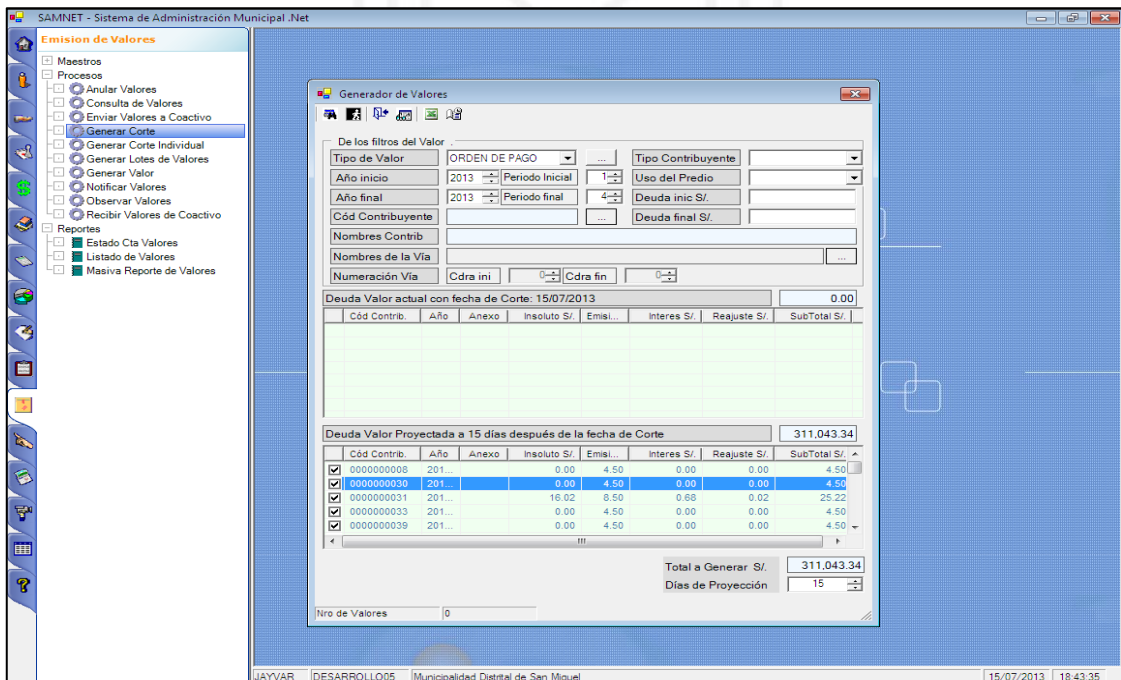 SAMNET - Sistema de Administración Municipal .Net
Emision de Valores
Maestros
Procesos
Anular Valores
Consulta de Valores
Enviar Valores a Coactivo
Generar Corte
Generar Corte Individual
Generar Lotes de Valores
Generar Valor
Notificar Valores
Observar Valores
Recibir Valores de Coactivo
Reportes
Estado Cta Valores
Listado de Valores
Masiva Reporte de Valores
Generador de Valores
De los filtros del Valor .
Tipo de Valor ORDEN DE PAGO ... Tipo Contribuyente
Año inicio 2013 Periodo Inicial 1 Uso del Predio
Año final 2013 Periodo final 4 Deuda inic S/.
Cód Contribuyente ... Deuda final S/.
Nombres Contrib
Nombres de la Vía ...
Numeración Vía Cdra ini 0 Cdra fin 0
Deuda Valor actual con fecha de Corte: 15/07/2013 0.00
Cód Contrib. Año Anexo Insoluto S/. Emisi... Interes S/. Reajuste S/. SubTotal S/.
Deuda Valor Proyectada a 15 días después de la fecha de Corte 311,043.34
Cód Contrib. Año Anexo Insoluto S/. Emisi... Interes S/. Reajuste S/. SubTotal S/.
0000000008 201... 0.00 4.50 0.00 0.00 4.50
0000000030 201... 0.00 4.50 0.00 0.00 4.50
0000000031 201... 16.02 8.50 0.68 0.02 25.22
0000000033 201... 0.00 4.50 0.00 0.00 4.50
0000000039 201... 0.00 4.50 0.00 0.00 4.50
Total a Generar S/. 311,043.34
Días de Proyección 15
Nro de Valores 0
JAYVAR DESARROLLO05 Municipalidad Distrital de San Miguel 15/07/2013 18:43:35